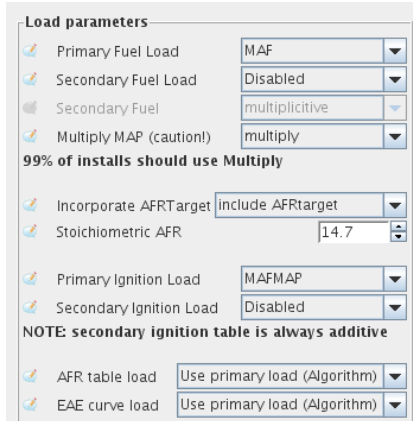 Load parameters
Primary Fuel Load MAF
Secondary Fuel Load Disabled
Secondary Fuel multiplicitive
Multiply MAP (caution!) multiply
99% of installs should use Multiply
Incorporate AFRTarget include AFRtarget
Stoichiometric AFR 14.7
Primary Ignition Load MAFMAP
Secondary Ignition Load Disabled
NOTE: secondary ignition table is always additive
AFR table load Use primary load (Algorithm)
EAE curve load Use primary load (Algorithm)